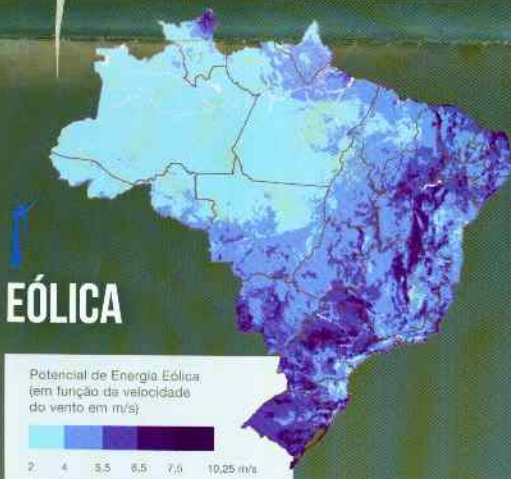 EÓLICA
Potencial de Energia Eólica
(em função da velocidade
do vento em m/s)
2 4 5,5 6,5 7,5 10,25 m/s